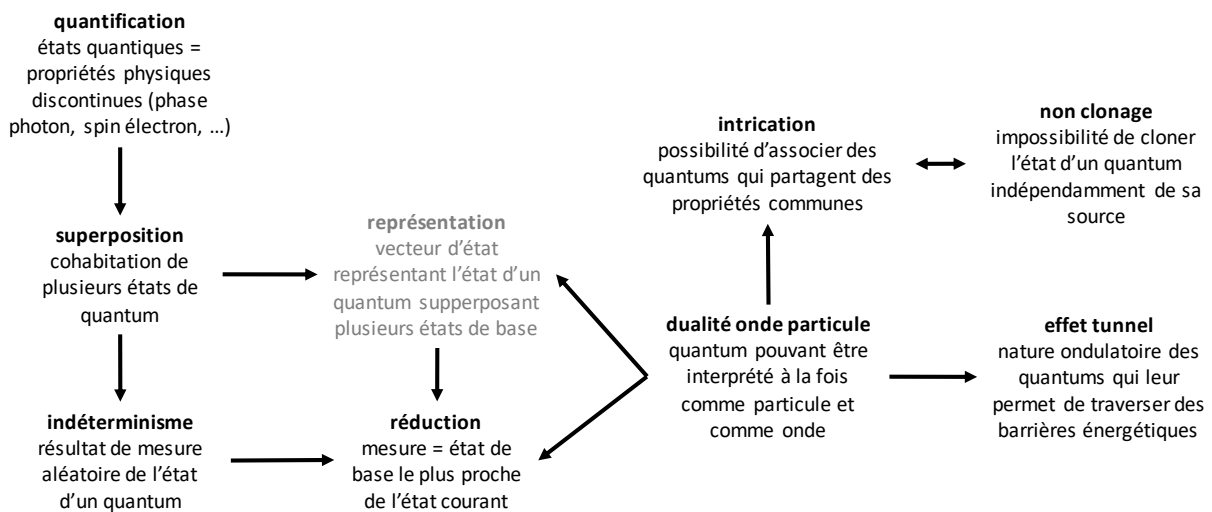 quantification
états quantiques =
propriétés physiques
discontinues (phase
photon, spin électron, …)
superposition
cohabitation de
plusieurs états de
quantum
indéterminisme
résultat de mesure
aléatoire de l’état
d’un quantum
représentation
vecteur d’état
représentant l’état d’un
quantum supperposant
plusieurs états de base
réduction
mesure = état de
base le plus proche
de l’état courant
intrication
possibilité d’associer des
quantums qui partagent des
propriétés communes
dualité onde particule
quantum pouvant être
interprété à la fois
comme particule et
comme onde
non clonage
impossibilité de cloner
l’état d’un quantum
indépendamment de sa
source
effet tunnel
nature ondulatoire des
quantums qui leur
permet de traverser des
barrières énergétiques